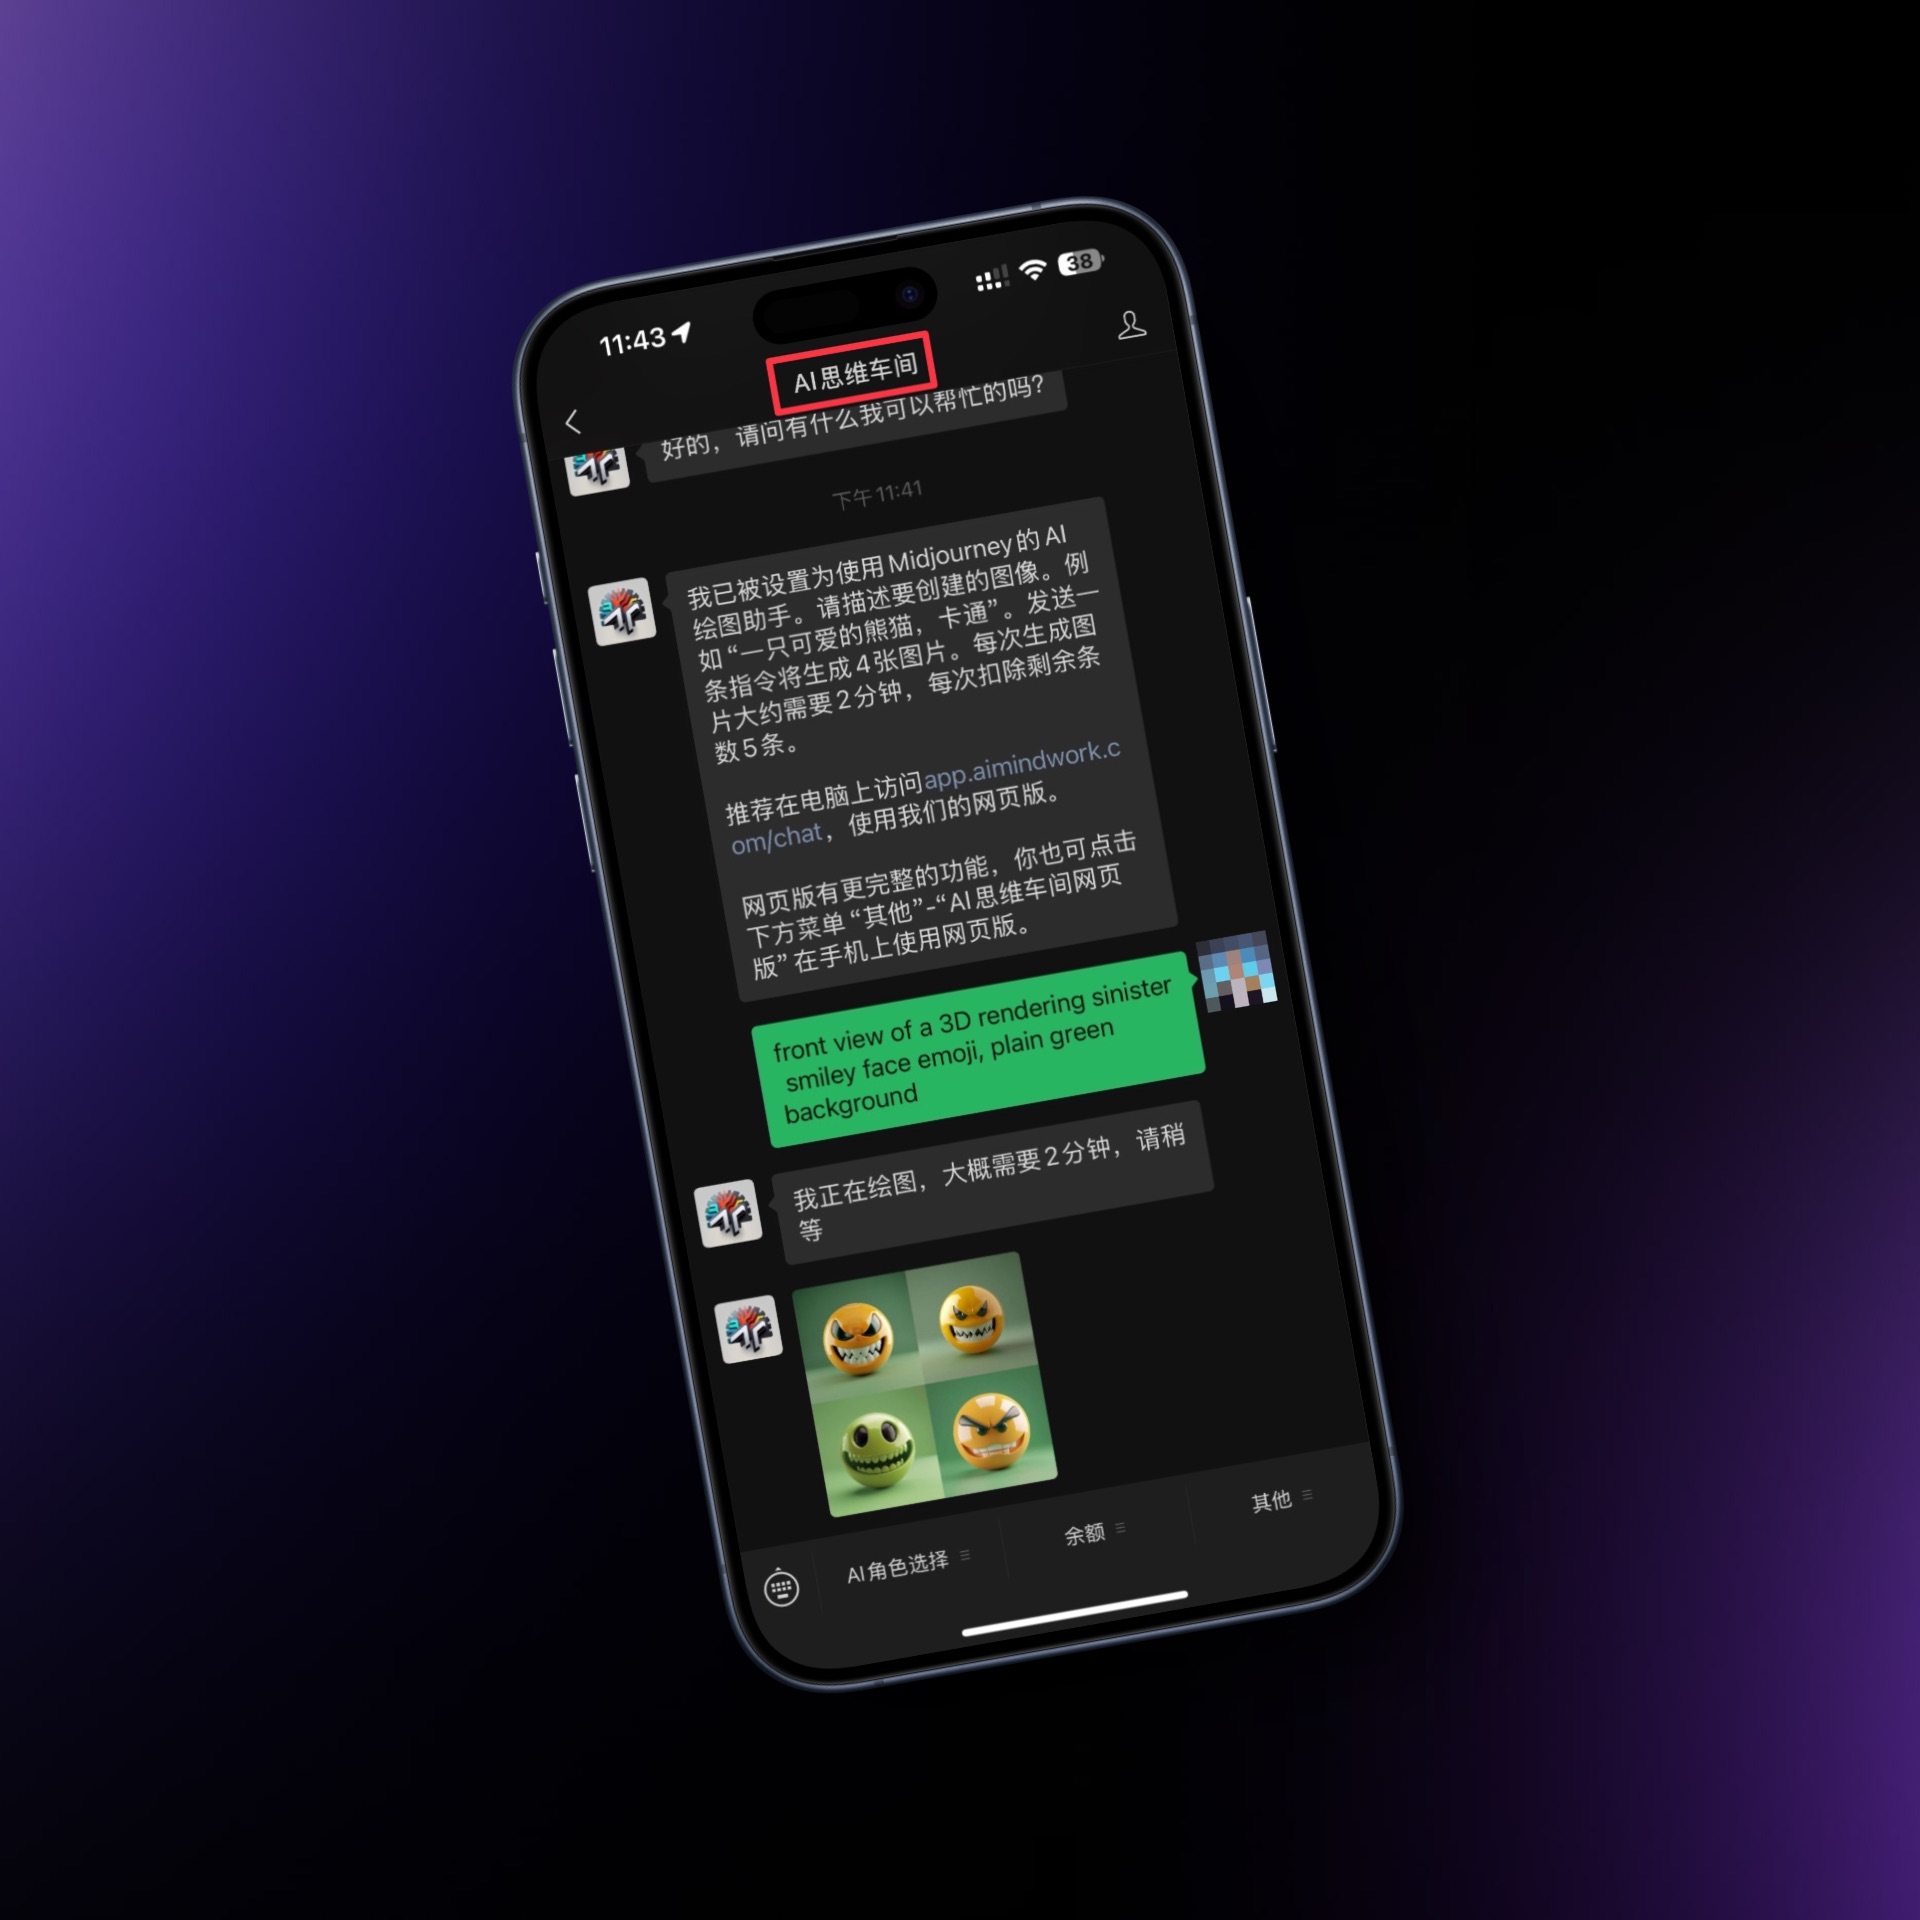 11:43
38
AI思维车间
好的，请问有什么我可以帮忙的吗？
下午 11:41
我已被设置为使用Midjourney的AI
绘图助手。请描述要创建的图像。例
如“一只可爱的熊猫，卡通”。发送一
条指令将生成4张图片。每次生成图
片大约需要2分钟，每次扣除剩余条
数5条。
推荐在电脑上访问app.aimindwork.c
om/chat，使用我们的网页版。
网页版有更完整的功能，你也可点击
下方菜单“其他”-“AI思维车间网页
版”在手机上使用网页版。
front view of a 3D rendering sinister
smiley face emoji, plain green
background
我正在绘图，大概需要2分钟，请稍
等
AI角色选择
余额
其他